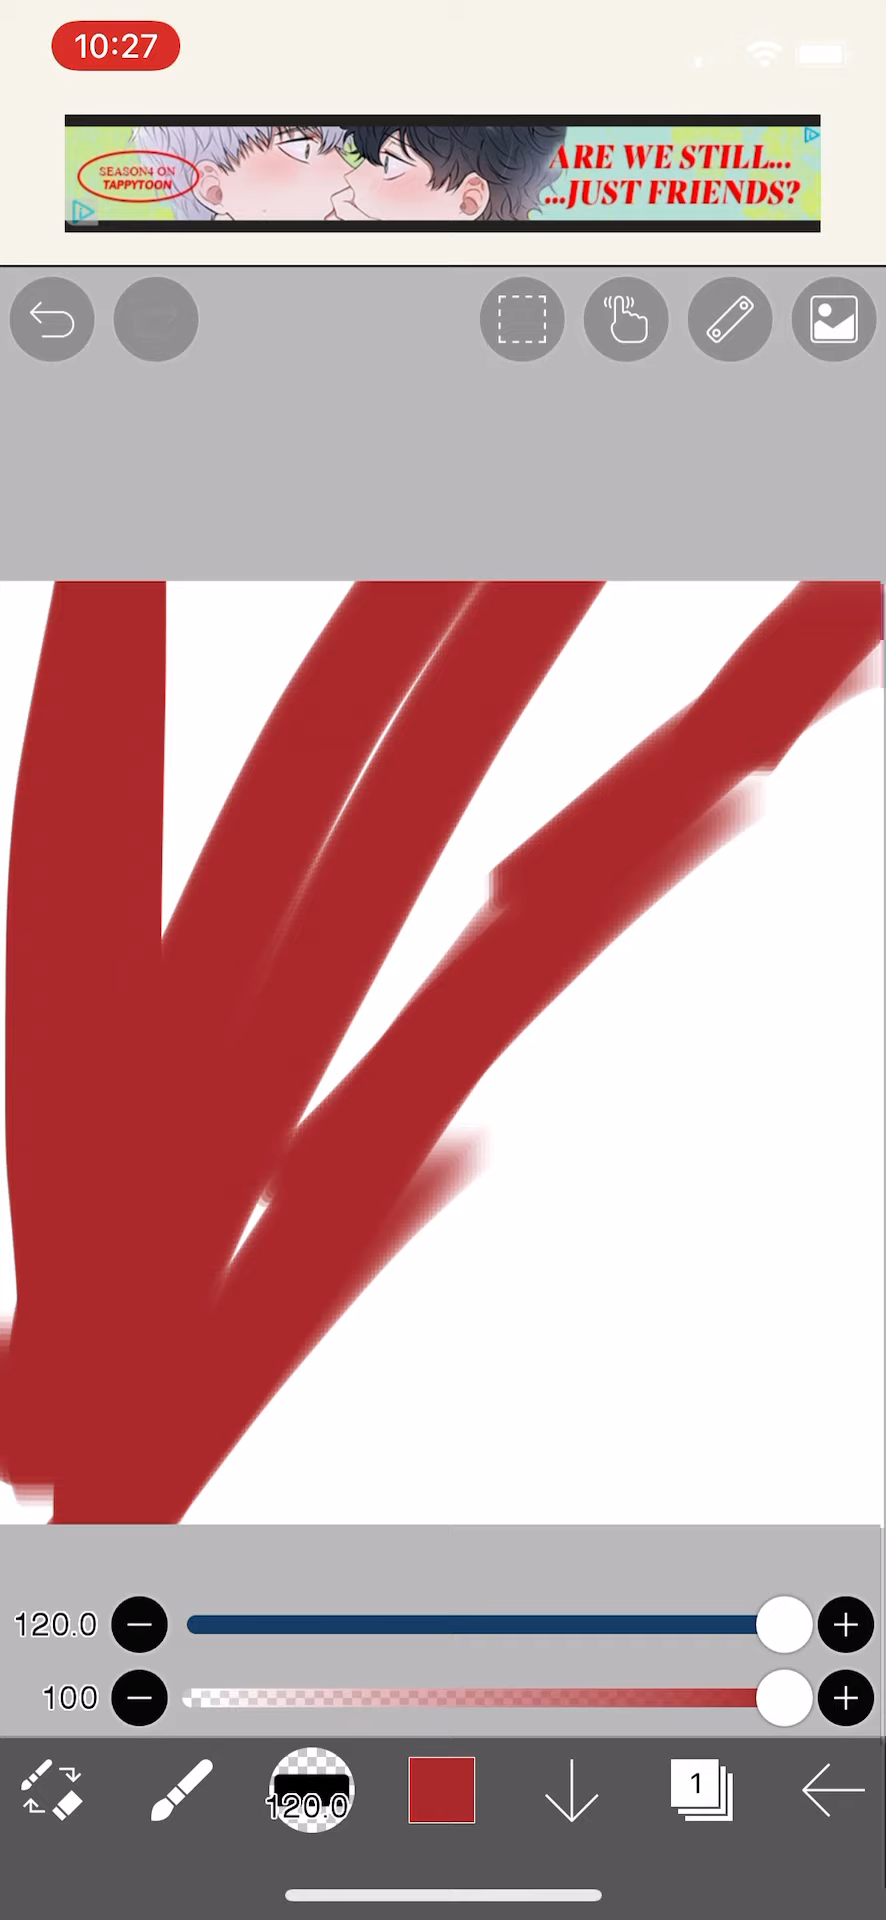 10:27
SEASON4 ON
TAPPYTOON
ARE WE STILL...
...JUST FRIENDS?
120.0
100
120.0
1